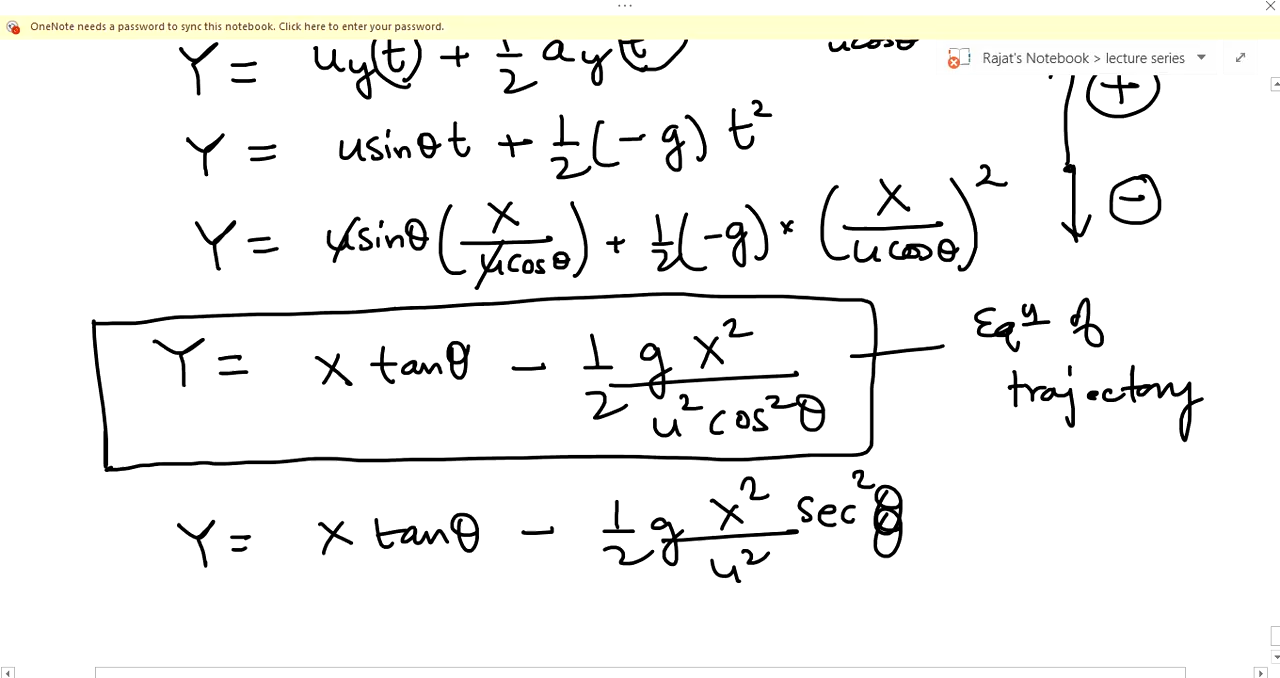 OneNote needs a password to sync this notebook. Click here to enter your password.
Rajat's Notebook > lecture series
ucosθ
Y = uy(t) + 1/2 ay t
+
Y = usinθt + 1/2(-g) t²
-
Y = usinθ(x/ucosθ) + 1/2(-g) × (x/ucosθ)²
Y = x tanθ - 1/2 g x²/u²cos²θ
Eqⁿ of
trajectory
Y = x tanθ - 1/2 g x²/u² sec²θ